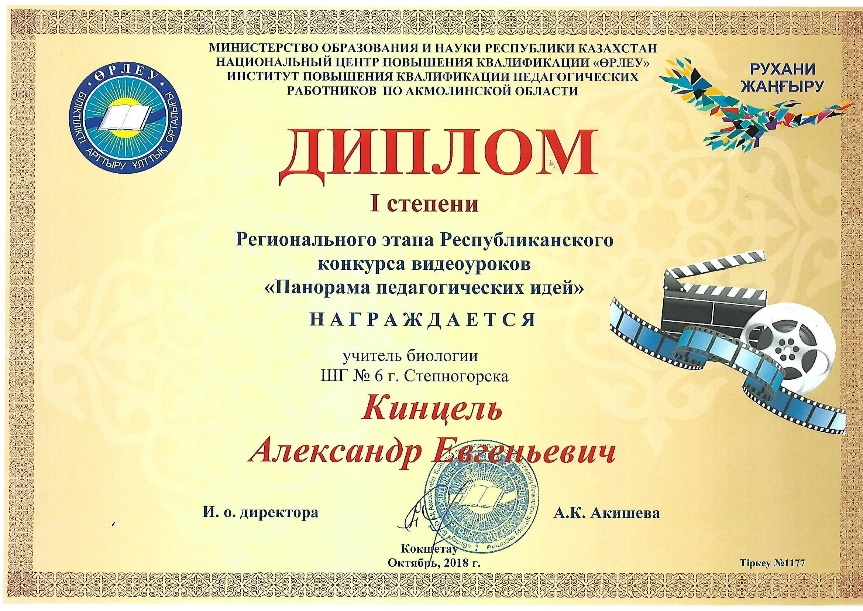 МИНИСТЕРСТВО ОБРАЗОВАНИЯ И НАУКИ РЕСПУБЛИКИ КАЗАХСТАН
НАЦИОНАЛЬНЫЙ ЦЕНТР ПОВЫШЕНИЯ КВАЛИФИКАЦИИ «ӨРЛЕУ»
ИНСТИТУТ ПОВЫШЕНИЯ КВАЛИФИКАЦИИ ПЕДАГОГИЧЕСКИХ
РАБОТНИКОВ ПО АКМОЛИНСКОЙ ОБЛАСТИ
ӨРЛЕУ
БІЛІКТІЛІКТІ АРТТЫРУ ҰЛТТЫҚ ОРТАЛЫҒЫ
РУХАНИ
ЖАҢҒЫРУ
ДИПЛОМ
I степени
Регионального этапа Республиканского
конкурса видеоуроков
«Панорама педагогических идей»
Н А Г Р А Ж Д А Е Т С Я
учитель биологии
ШГ № 6 г. Степногорска
Кинцель
Александр Евгеньевич
И. о. директора
А.К. Акишева
Кокшетау
Октябрь, 2018 г.
Тіркеу №1177